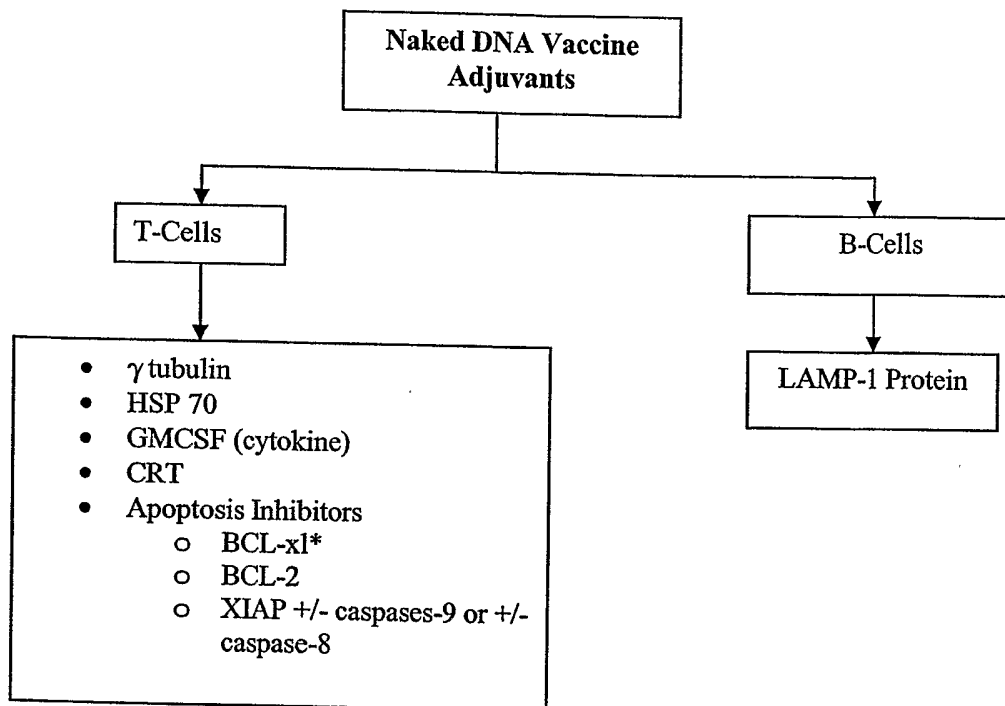 Naked DNA Vaccine
Adjuvants
T-Cells
B-Cells
• γ tubulin
• HSP 70
• GMCSF (cytokine)
• CRT
• Apoptosis Inhibitors
o BCL-xl*
o BCL-2
o XIAP +/- caspases-9 or +/-
caspase-8
LAMP-1 Protein